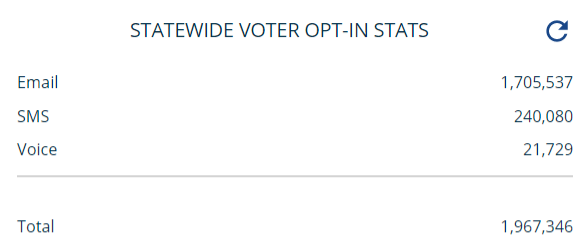 STATEWIDE VOTER OPT-IN STATS
Email 1,705,537
SMS 240,080
Voice 21,729
Total 1,967,346